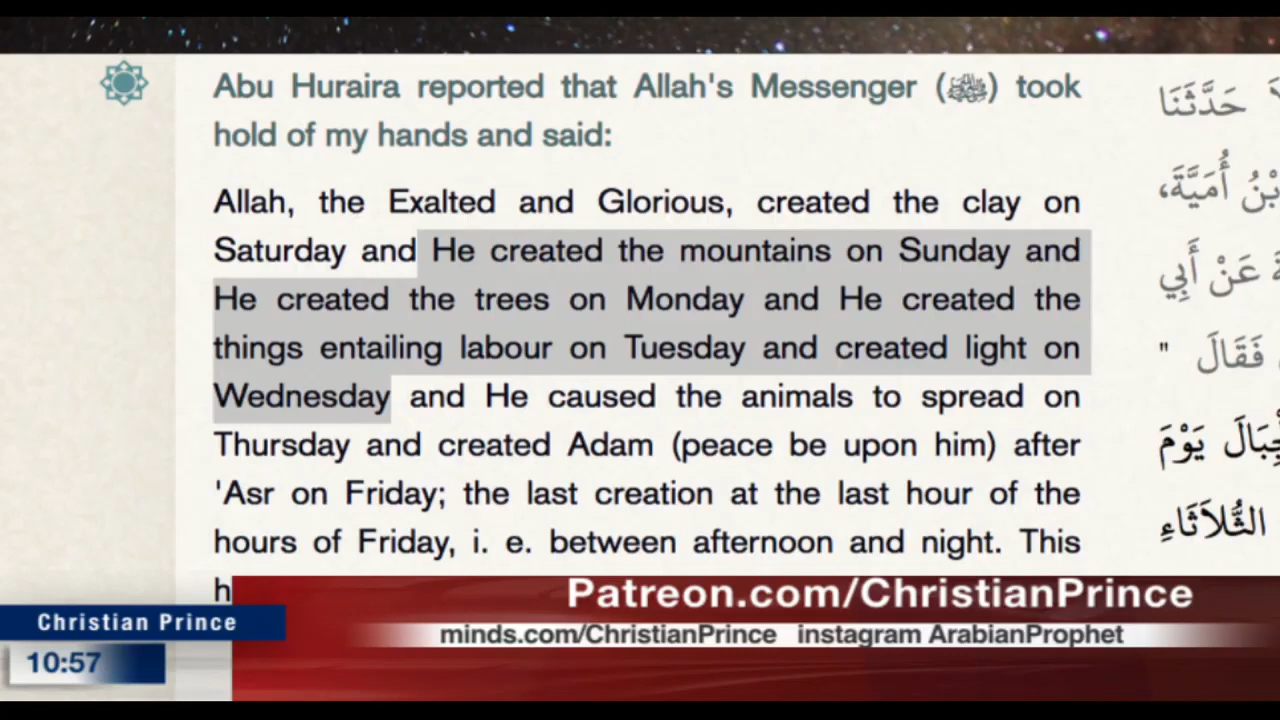 Abu Huraira reported that Allah's Messenger (ﷺ) took
hold of my hands and said:
Allah, the Exalted and Glorious, created the clay on
Saturday and He created the mountains on Sunday and
He created the trees on Monday and He created the
things entailing labour on Tuesday and created light on
Wednesday and He caused the animals to spread on
Thursday and created Adam (peace be upon him) after
'Asr on Friday; the last creation at the last hour of the
hours of Friday, i. e. between afternoon and night. This
حَدَّثَنَا
بْنُ أُمَيَّةَ،
عَنْ أَبِي
فَقَالَ "
يَوْمَ
الثُّلاَثَاءِ
Patreon.com/ChristianPrince
Christian Prince
minds.com/ChristianPrince instagram ArabianProphet
10:57